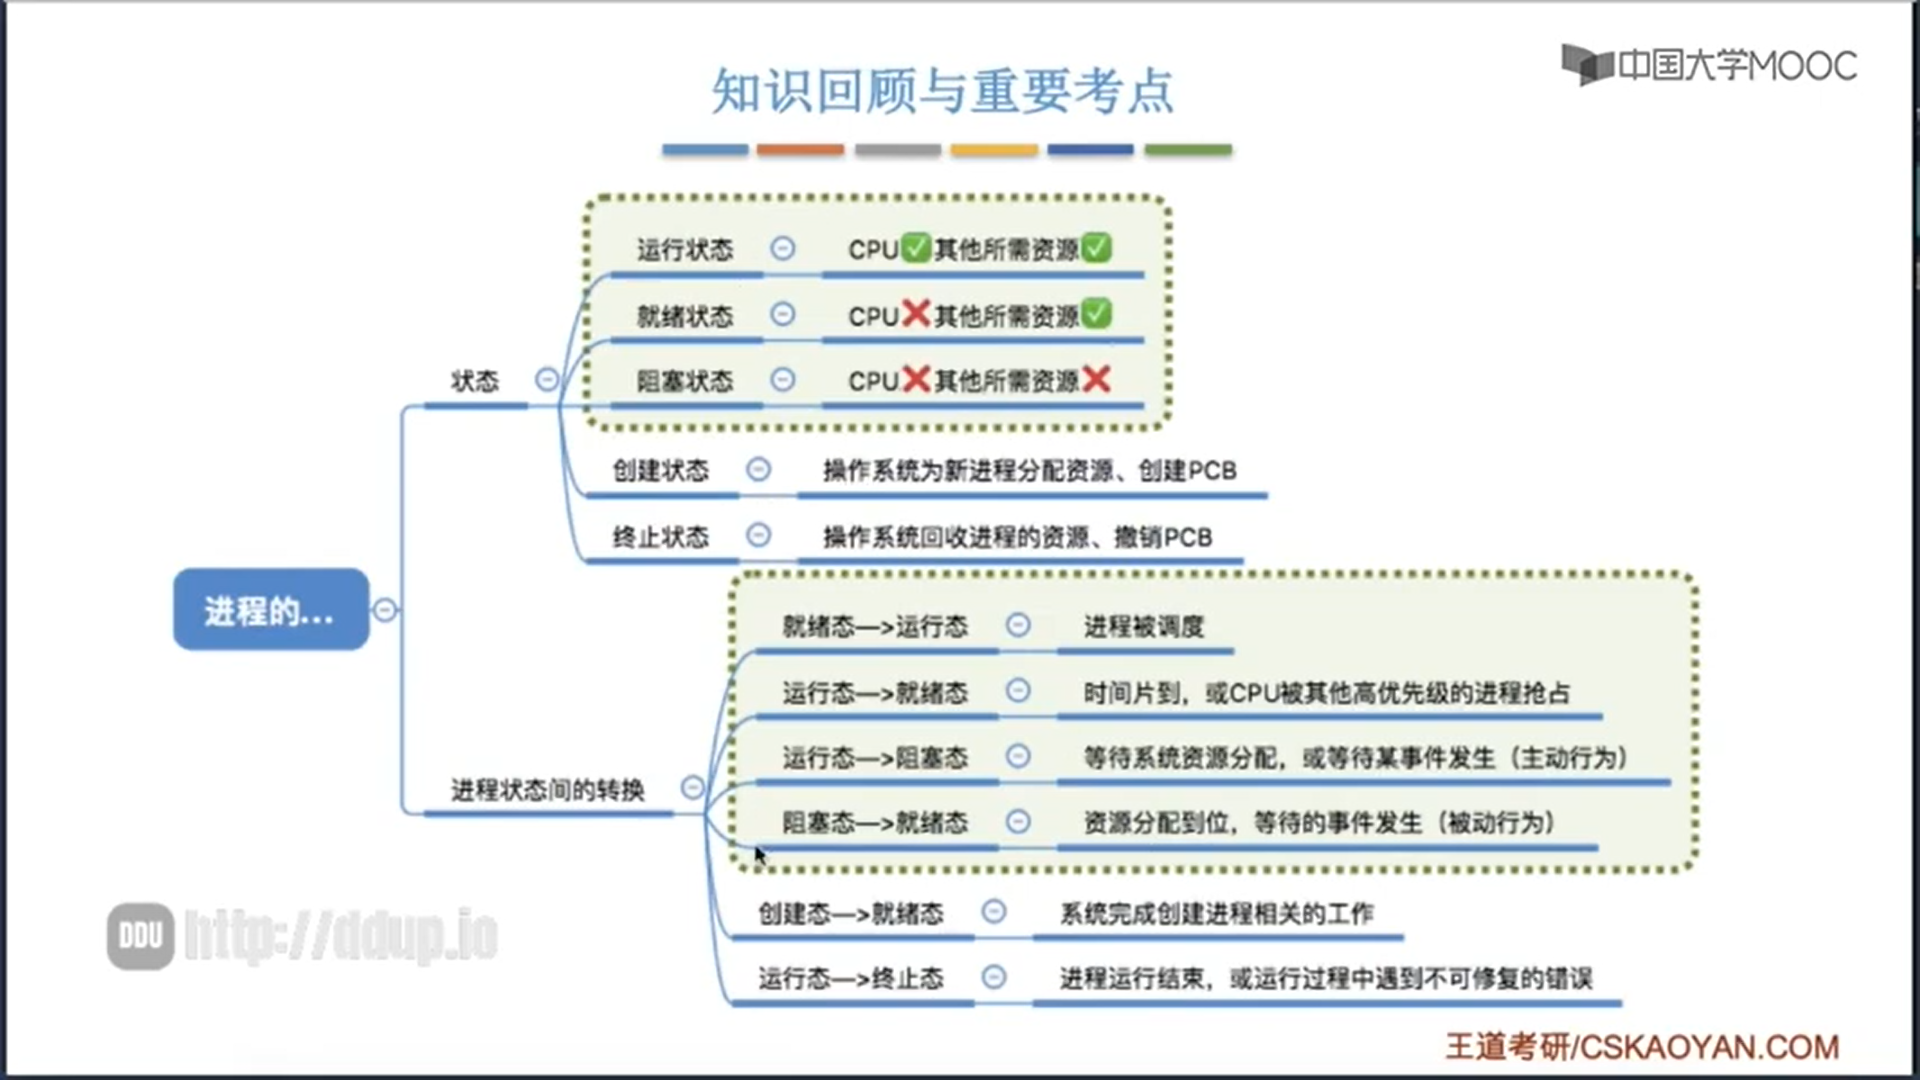 中国大学MOOC
知识回顾与重要考点
运行状态 CPU✅其他所需资源✅
就绪状态 CPU❌其他所需资源✅
状态
阻塞状态 CPU❌其他所需资源❌
创建状态 操作系统为新进程分配资源、创建PCB
终止状态 操作系统回收进程的资源、撤销PCB
进程的...
就绪态—>运行态 进程被调度
运行态—>就绪态 时间片到，或CPU被其他高优先级的进程抢占
运行态—>阻塞态 等待系统资源分配，或等待某事件发生（主动行为）
进程状态间的转换
阻塞态—>就绪态 资源分配到位，等待的事件发生（被动行为）
创建态—>就绪态 系统完成创建进程相关的工作
运行态—>终止态 进程运行结束，或运行过程中遇到不可修复的错误
DDU http://ddup.io
王道考研/CSKAOYAN.COM